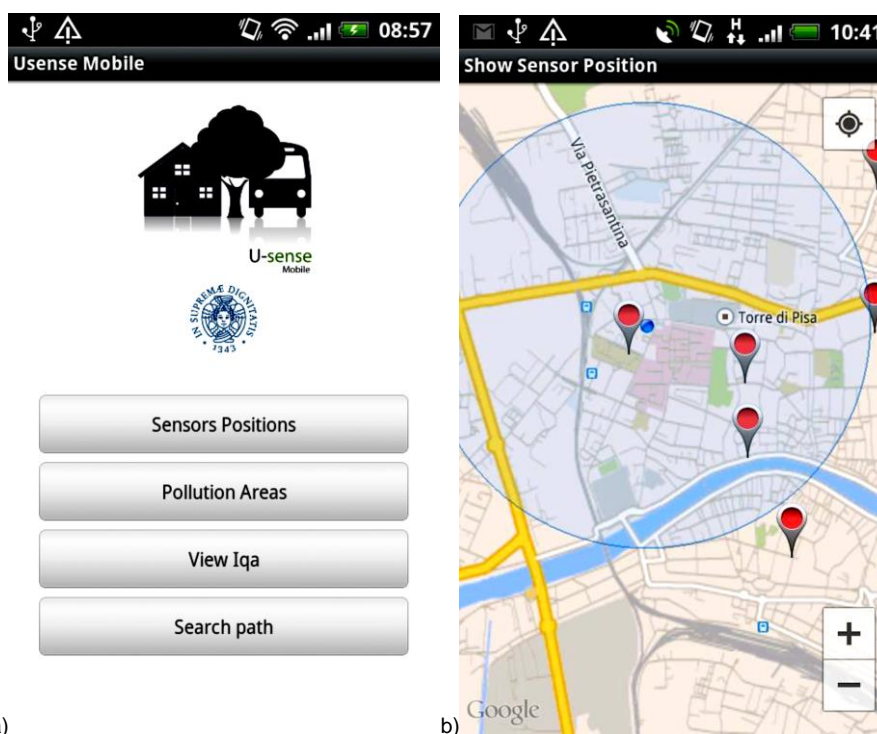 08:57
Usense Mobile
U-sense
Mobile
IN SUPREMÆ DIGNITATIS
1343
Sensors Positions
Pollution Areas
View Iqa
Search path
)
H
10:41
Show Sensor Position
Via Pietrasantina
Torre di Pisa
+
−
Google
b)